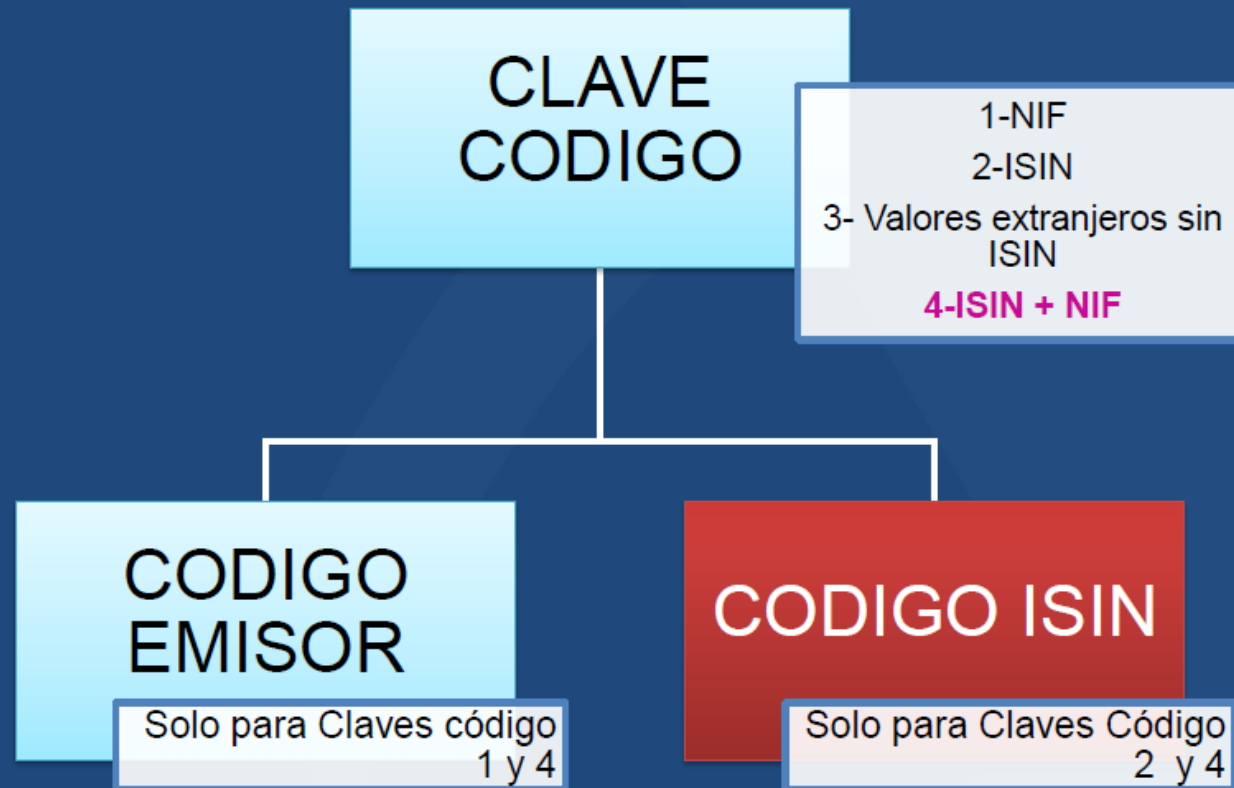 CLAVE
CODIGO
1-NIF
2-ISIN
3- Valores extranjeros sin
ISIN
4-ISIN + NIF
CODIGO
EMISOR
Solo para Claves código
1 y 4
CODIGO ISIN
Solo para Claves Código
2 y 4